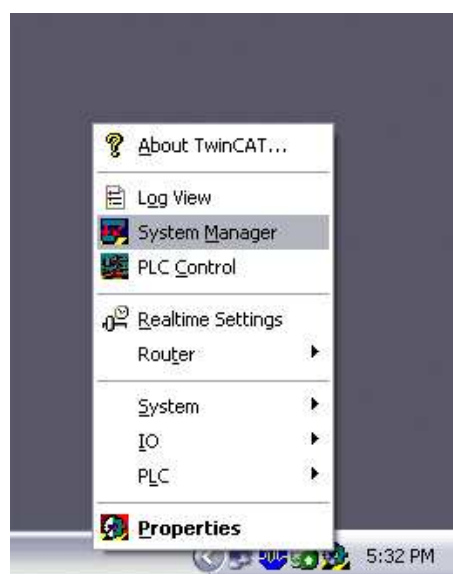 About TwinCAT...
Log View
System Manager
PLC Control
Realtime Settings
Router
System
IO
PLC
Properties
5:32 PM